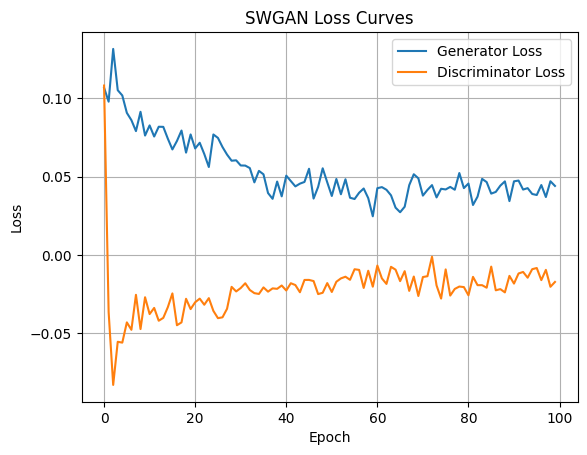 SWGAN Loss Curves
Generator Loss
Discriminator Loss
0.10
0.05
0.00
−0.05
Loss
0 20 40 60 80 100
Epoch